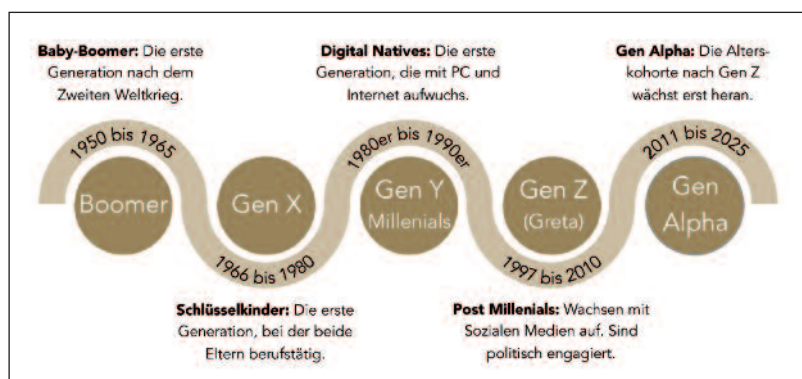 Baby-Boomer: Die erste
Generation nach dem
Zweiten Weltkrieg.
Digital Natives: Die erste
Generation, die mit PC und
Internet aufwuchs.
Gen Alpha: Die Alters-
kohorte nach Gen Z
wächst erst heran.
1950 bis 1965
1980er bis 1990er
2011 bis 2025
Boomer
Gen X
Gen Y
Millenials
Gen Z
(Greta)
Gen
Alpha
1966 bis 1980
1997 bis 2010
Schlüsselkinder: Die erste
Generation, bei der beide
Eltern berufstätig.
Post Millenials: Wachsen mit
Sozialen Medien auf. Sind
politisch engagiert.